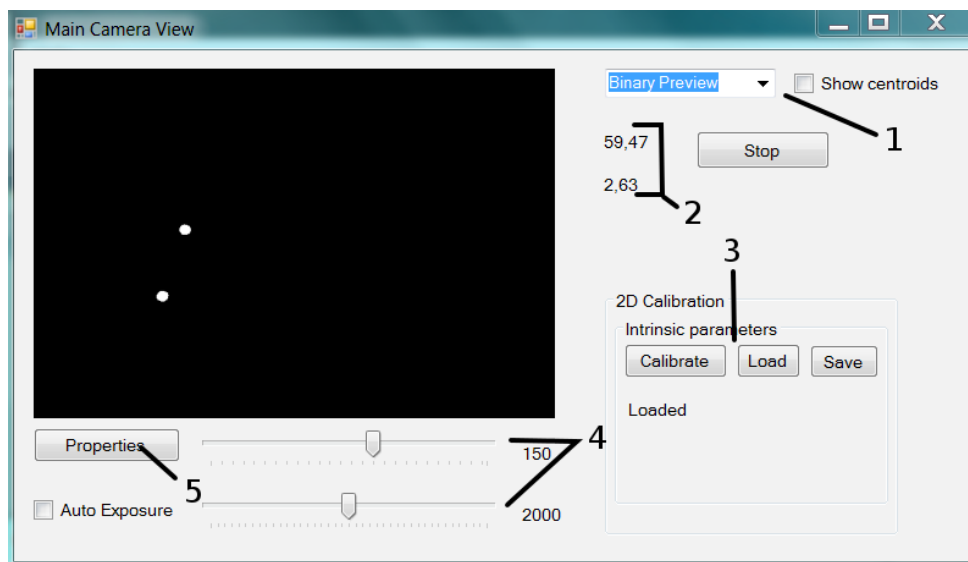 Main Camera View
Binary Preview
Show centroids
1
59,47
Stop
2,63
2
3
2D Calibration
Intrinsic parameters
Calibrate
Load
Save
Loaded
Properties
150
4
5
Auto Exposure
2000